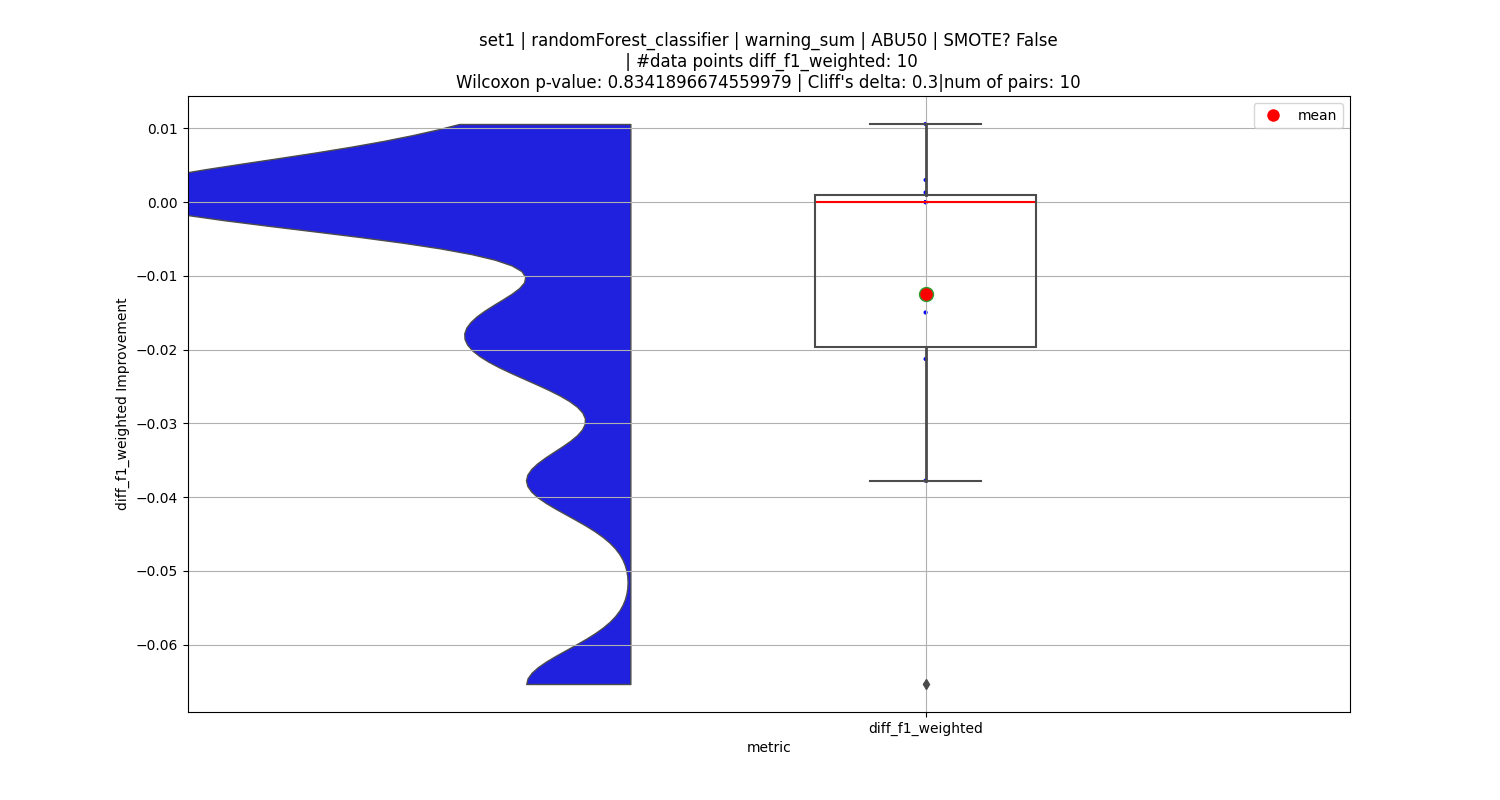 set1 | randomForest_classifier | warning_sum | ABU50 | SMOTE? False
| #data points diff_f1_weighted: 10
Wilcoxon p-value: 0.8341896674559979 | Cliff's delta: 0.3|num of pairs: 10
mean
0.01
0.00
−0.01
−0.02
−0.03
−0.04
−0.05
−0.06
diff_f1_weighted Improvement
diff_f1_weighted
metric